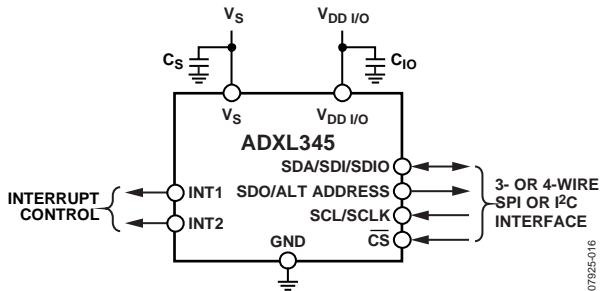 VS
VDD I/O
CS
CIO
VS
VDD I/O
ADXL345
SDA/SDI/SDIO
SDO/ALT ADDRESS
SCL/SCLK
CS
INT1
INT2
GND
INTERRUPT
CONTROL
3- OR 4-WIRE
SPI OR I2C
INTERFACE
07925-016